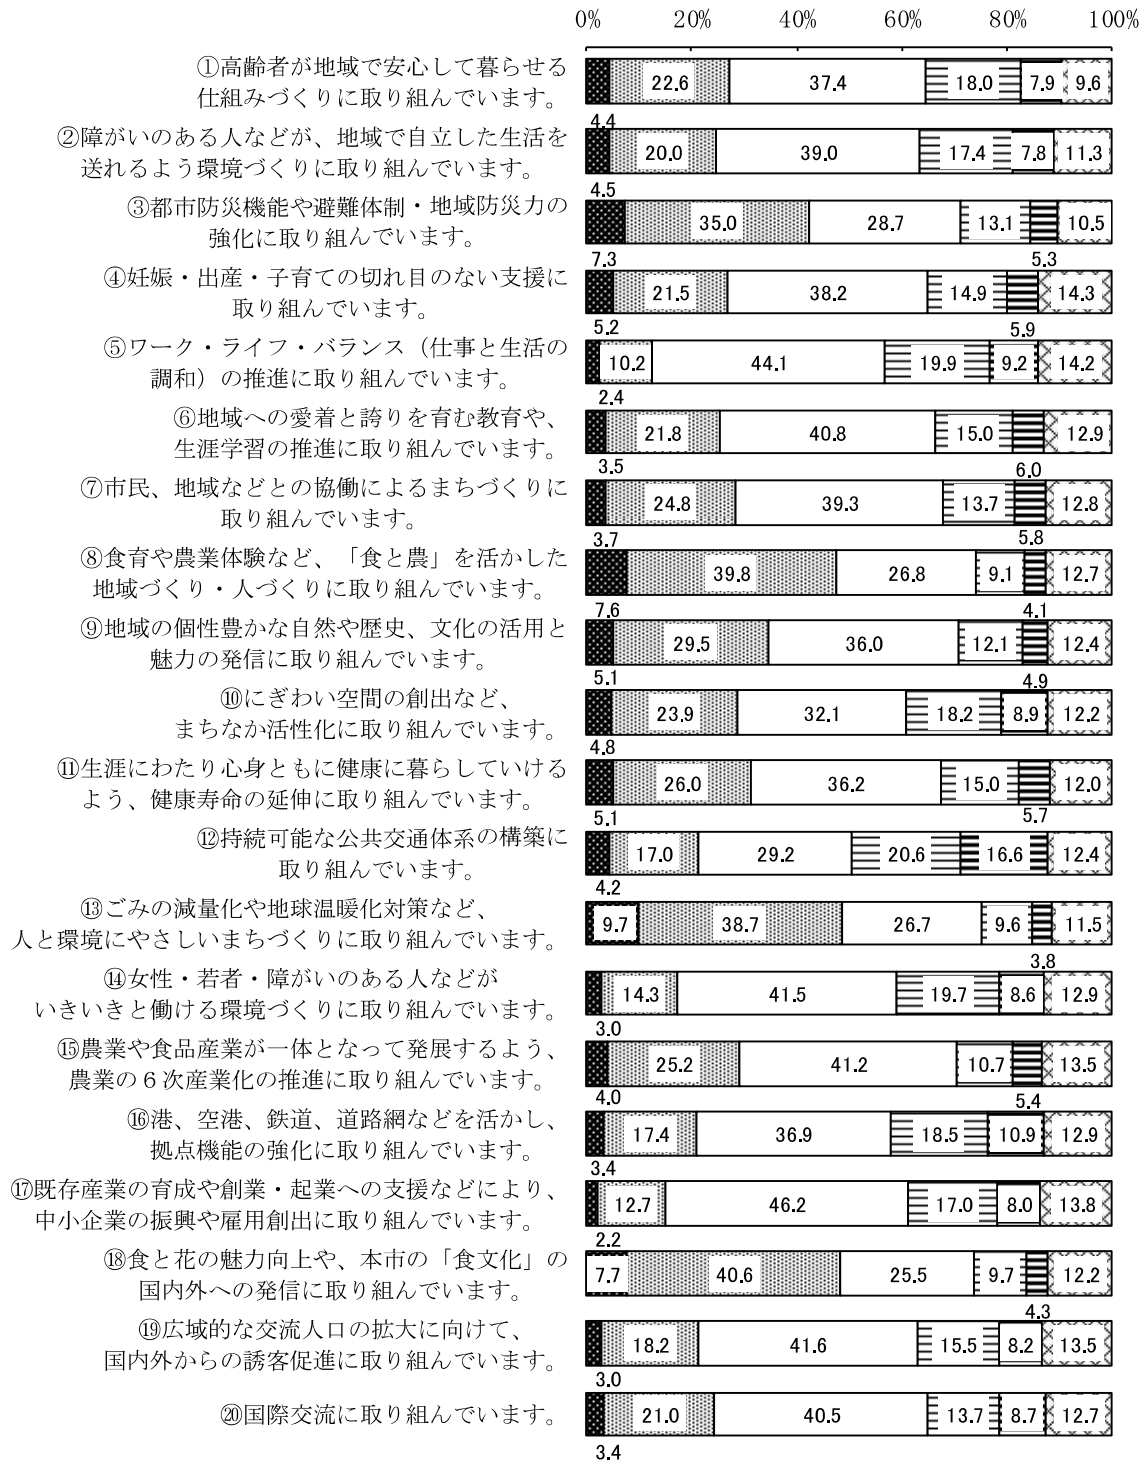 0% 20% 40% 60% 80% 100%
①高齢者が地域で安心して暮らせる
仕組みづくりに取り組んでいます。
22.6 37.4 18.0 7.9 9.6
4.4
②障がいのある人などが、地域で自立した生活を
送れるよう環境づくりに取り組んでいます。
20.0 39.0 17.4 7.8 11.3
4.5
③都市防災機能や避難体制・地域防災力の
強化に取り組んでいます。
35.0 28.7 13.1 10.5
7.3 5.3
④妊娠・出産・子育ての切れ目のない支援に
取り組んでいます。
21.5 38.2 14.9 14.3
5.2 5.9
⑤ワーク・ライフ・バランス（仕事と生活の
調和）の推進に取り組んでいます。
10.2 44.1 19.9 9.2 14.2
2.4
⑥地域への愛着と誇りを育む教育や、
生涯学習の推進に取り組んでいます。
21.8 40.8 15.0 12.9
3.5 6.0
⑦市民、地域などとの協働によるまちづくりに
取り組んでいます。
24.8 39.3 13.7 12.8
3.7 5.8
⑧食育や農業体験など、「食と農」を活かした
地域づくり・人づくりに取り組んでいます。
39.8 26.8 9.1 12.7
7.6 4.1
⑨地域の個性豊かな自然や歴史、文化の活用と
魅力の発信に取り組んでいます。
29.5 36.0 12.1 12.4
5.1 4.9
⑩にぎわい空間の創出など、
まちなか活性化に取り組んでいます。
23.9 32.1 18.2 8.9 12.2
4.8
⑪生涯にわたり心身ともに健康に暮らしていける
よう、健康寿命の延伸に取り組んでいます。
26.0 36.2 15.0 12.0
5.1 5.7
⑫持続可能な公共交通体系の構築に
取り組んでいます。
17.0 29.2 20.6 16.6 12.4
4.2
⑬ごみの減量化や地球温暖化対策など、
人と環境にやさしいまちづくりに取り組んでいます。
9.7 38.7 26.7 9.6 11.5
3.8
⑭女性・若者・障がいのある人などが
いきいきと働ける環境づくりに取り組んでいます。
14.3 41.5 19.7 8.6 12.9
3.0
⑮農業や食品産業が一体となって発展するよう、
農業の６次産業化の推進に取り組んでいます。
25.2 41.2 10.7 13.5
4.0 5.4
⑯港、空港、鉄道、道路網などを活かし、
拠点機能の強化に取り組んでいます。
17.4 36.9 18.5 10.9 12.9
3.4
⑰既存産業の育成や創業・起業への支援などにより、
中小企業の振興や雇用創出に取り組んでいます。
12.7 46.2 17.0 8.0 13.8
2.2
⑱食と花の魅力向上や、本市の「食文化」の
国内外への発信に取り組んでいます。
7.7 40.6 25.5 9.7 12.2
4.3
⑲広域的な交流人口の拡大に向けて、
国内外からの誘客促進に取り組んでいます。
18.2 41.6 15.5 8.2 13.5
3.0
⑳国際交流に取り組んでいます。
21.0 40.5 13.7 8.7 12.7
3.4